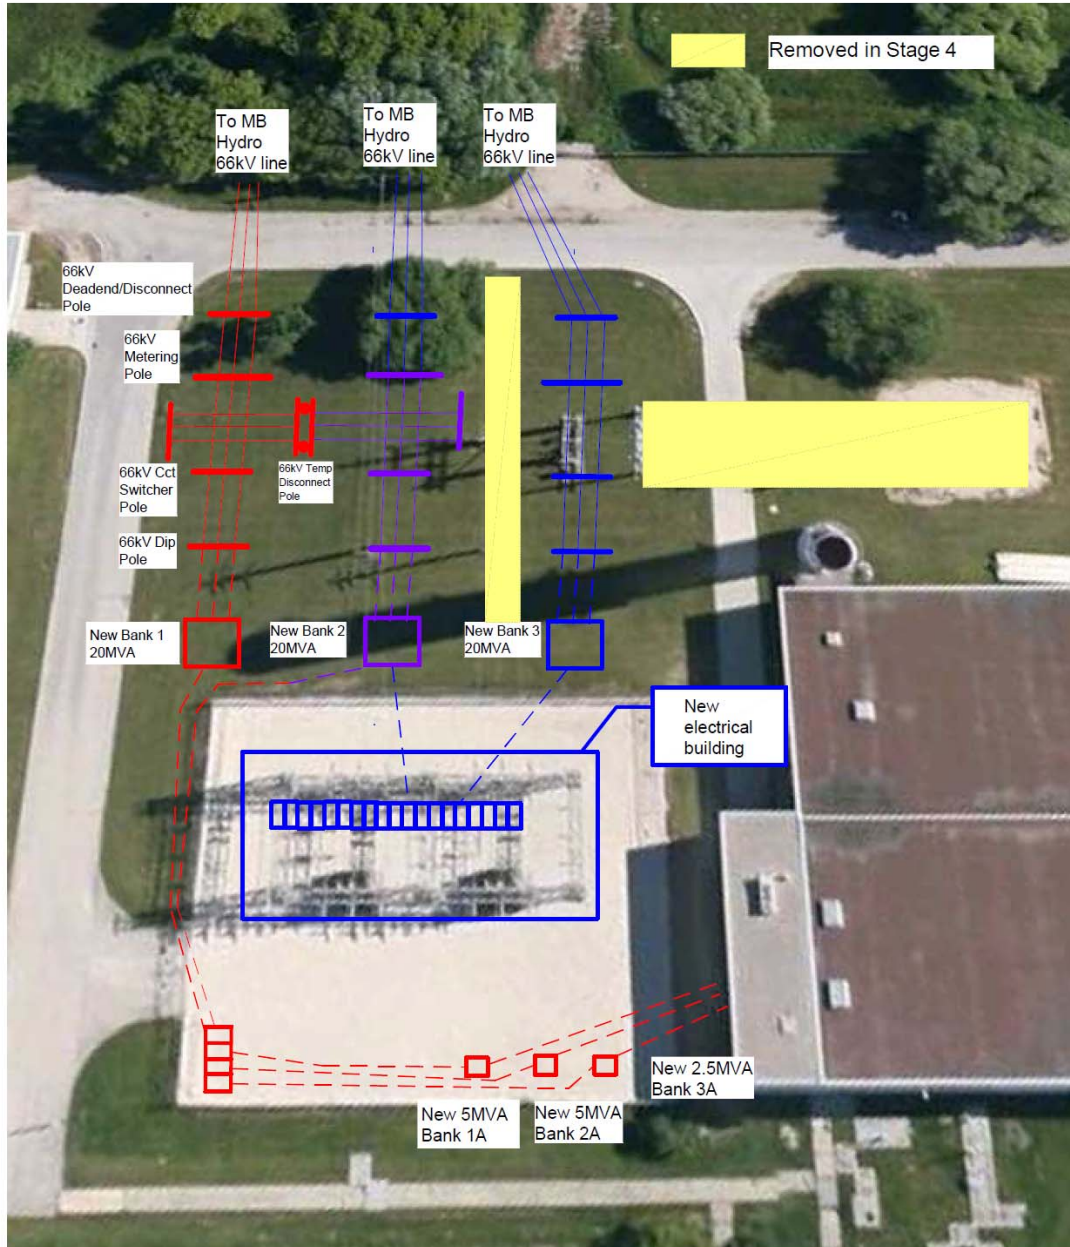 Removed in Stage 4
To MB
Hydro
66kV line
To MB
Hydro
66kV line
To MB
Hydro
66kV line
66kV
Deadend/Disconnect
Pole
66kV
Metering
Pole
66kV Cct
Switcher
Pole
66kV Temp
Disconnect
Pole
66kV Dip
Pole
New Bank 1
20MVA
New Bank 2
20MVA
New Bank 3
20MVA
New
electrical
building
New 2.5MVA
Bank 3A
New 5MVA
Bank 1A
New 5MVA
Bank 2A